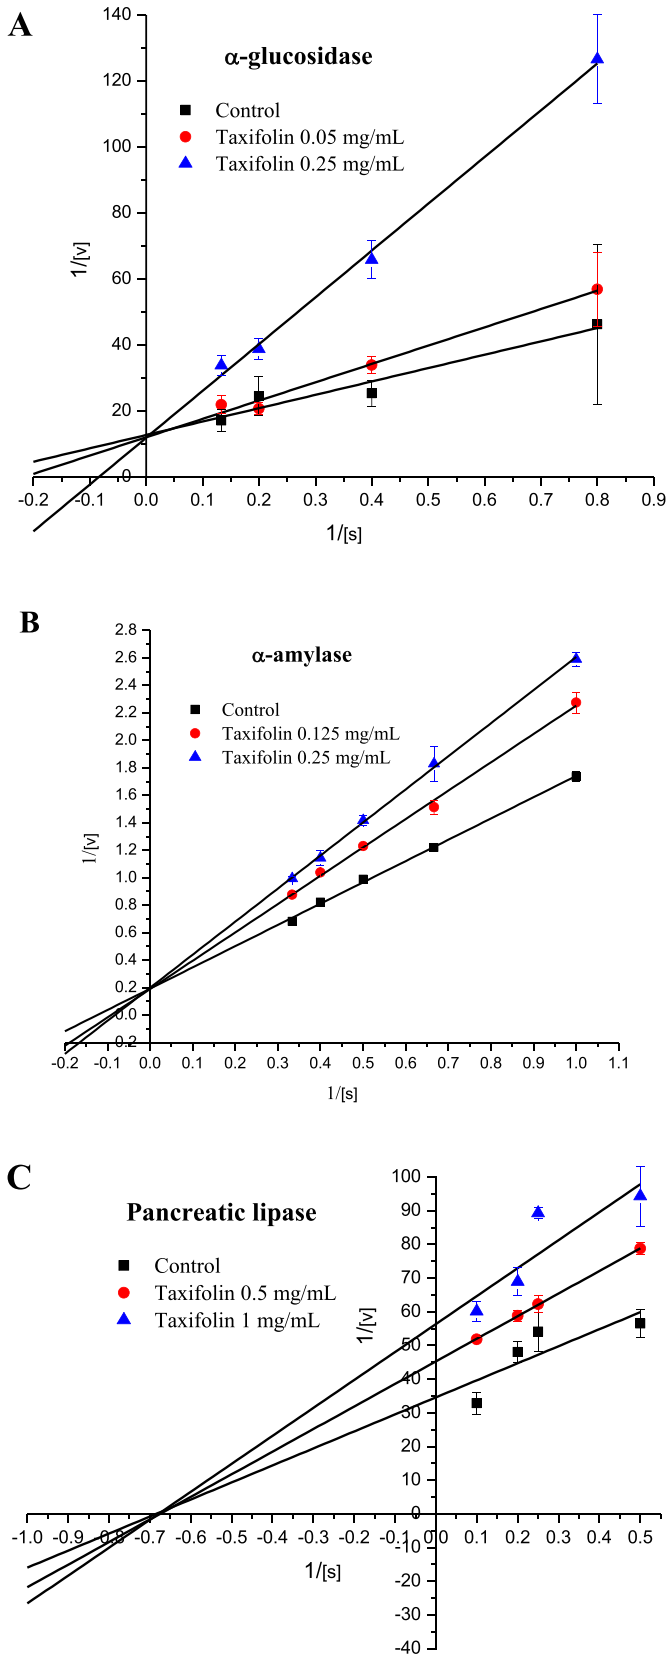 A
α-glucosidase
Control
Taxifolin 0.05 mg/mL
Taxifolin 0.25 mg/mL
140
120
100
80
60
40
20
0
1/[v]
-0.2 -0.1 0.0 0.1 0.2 0.3 0.4 0.5 0.6 0.7 0.8 0.9
1/[s]
B
α-amylase
Control
Taxifolin 0.125 mg/mL
Taxifolin 0.25 mg/mL
2.8
2.6
2.4
2.2
2.0
1.8
1.6
1.4
1.2
1.0
0.8
0.6
0.4
0.2
0.0
0.2
1/[v]
-0.2 -0.1 0.0 0.1 0.2 0.3 0.4 0.5 0.6 0.7 0.8 0.9 1.0 1.1
1/[s]
C
Pancreatic lipase
Control
Taxifolin 0.5 mg/mL
Taxifolin 1 mg/mL
100
90
80
70
60
50
40
30
20
10
0
-10
-20
-30
-40
1/[v]
-1.0 -0.9 -0.8 -0.7 -0.6 -0.5 -0.4 -0.3 -0.2 -0.1 0.0 0.1 0.2 0.3 0.4 0.5
1/[s]